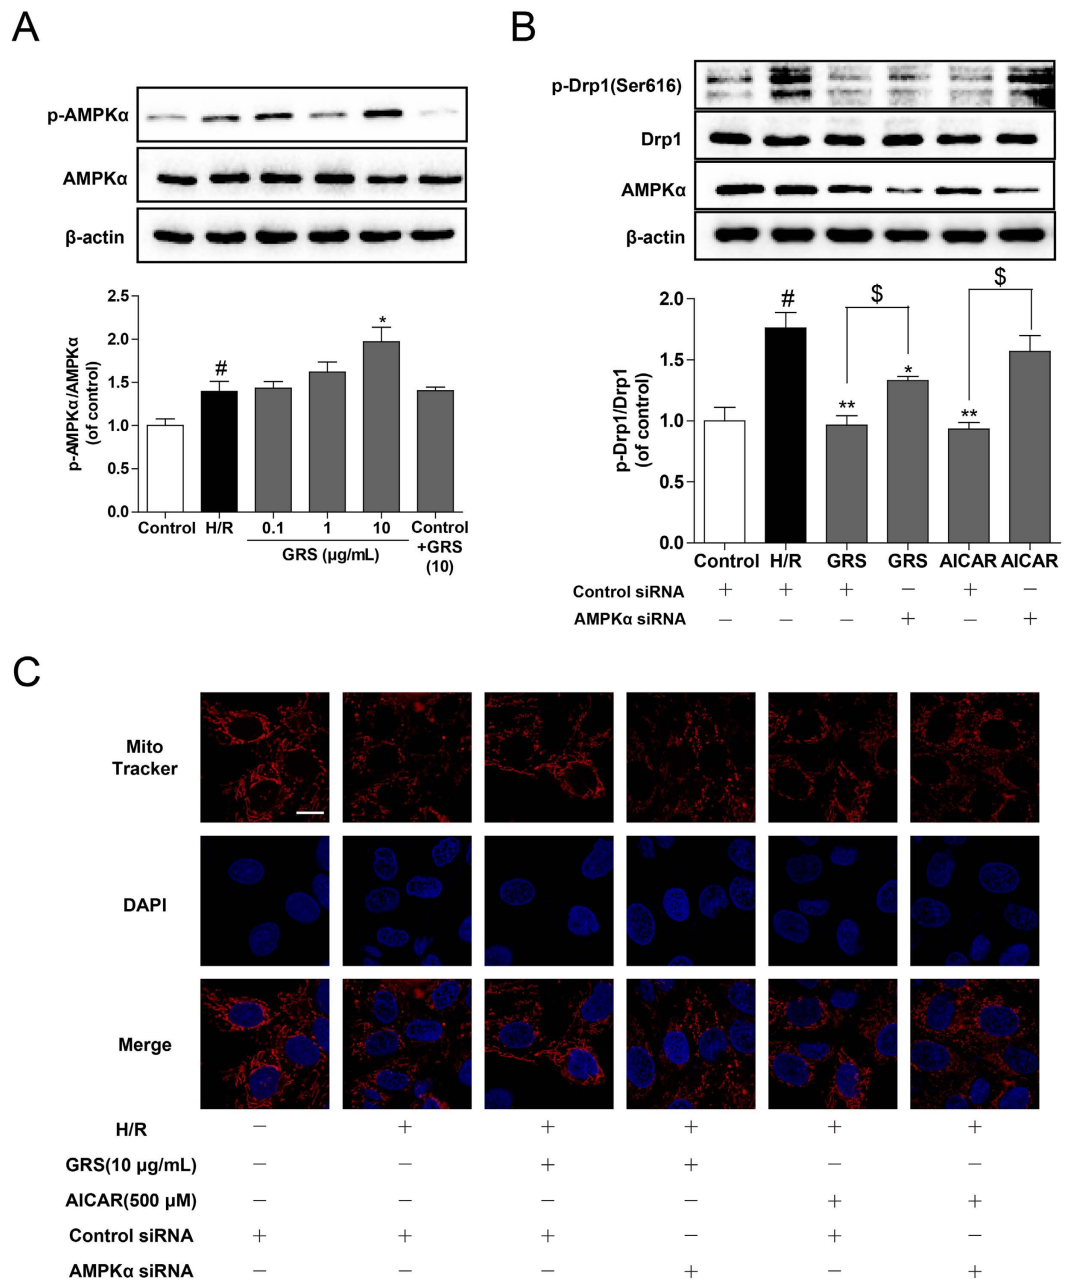 A
p-AMPKα
AMPKα
β-actin
p-AMPKα/AMPKα
(of control)
2.5
2.0
1.5
1.0
0.5
0.0
#
*
Control
H/R
0.1
1
10
Control
+GRS
(10)
GRS (μg/mL)
B
p-Drp1(Ser616)
Drp1
AMPKα
β-actin
p-Drp1/Drp1
(of control)
2.0
1.5
1.0
0.5
0.0
#
**
$
*
**
$
Control H/R GRS GRS AICAR AICAR
Control siRNA + + + − + −
AMPKα siRNA − − − + − +
C
Mito
Tracker
DAPI
Merge
H/R − + + + + +
GRS(10 μg/mL) − − + + − −
AICAR(500 μM) − − − − + +
Control siRNA + + + − + −
AMPKα siRNA − − − + − +